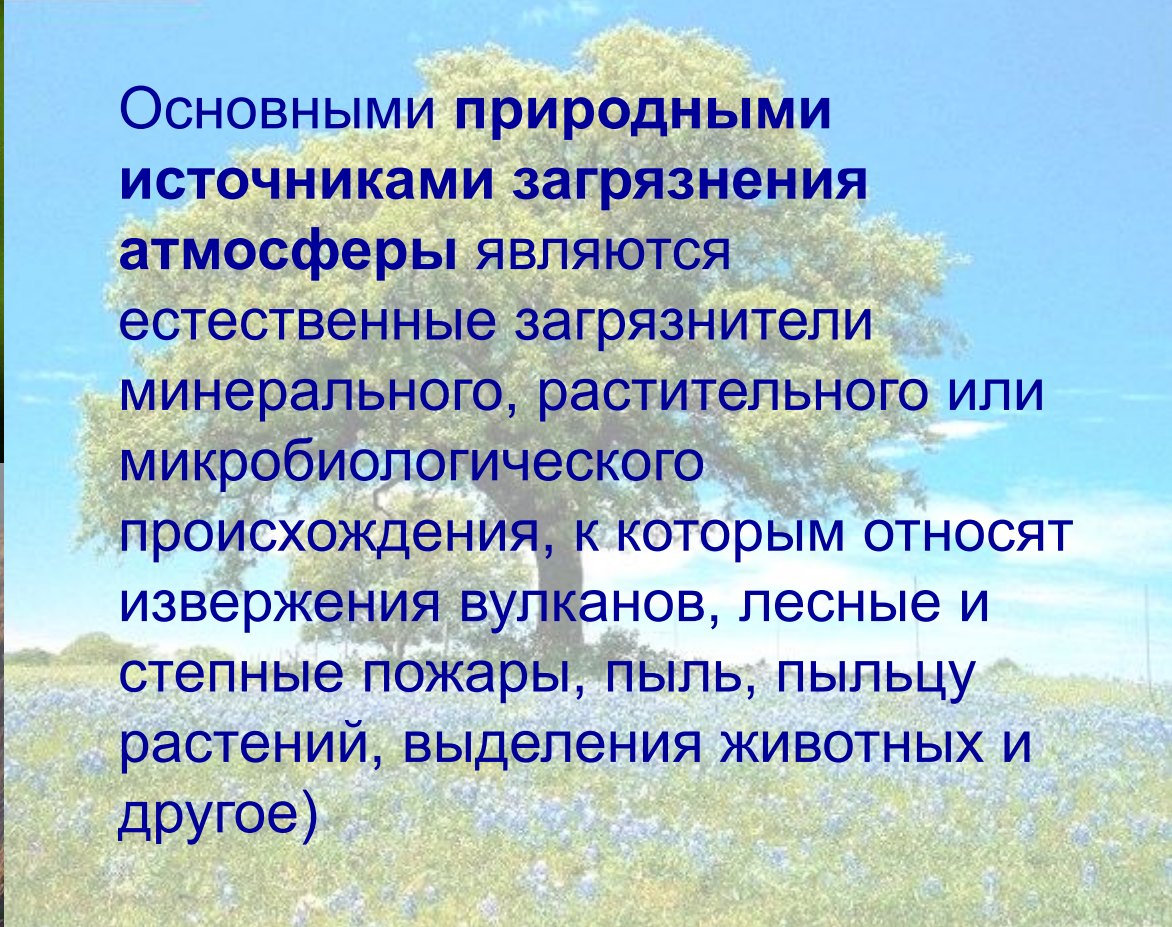 Основными природными
источниками загрязнения
атмосферы являются
естественные загрязнители
минерального, растительного или
микробиологического
происхождения, к которым относят
извержения вулканов, лесные и
степные пожары, пыль, пыльцу
растений, выделения животных и
другое)